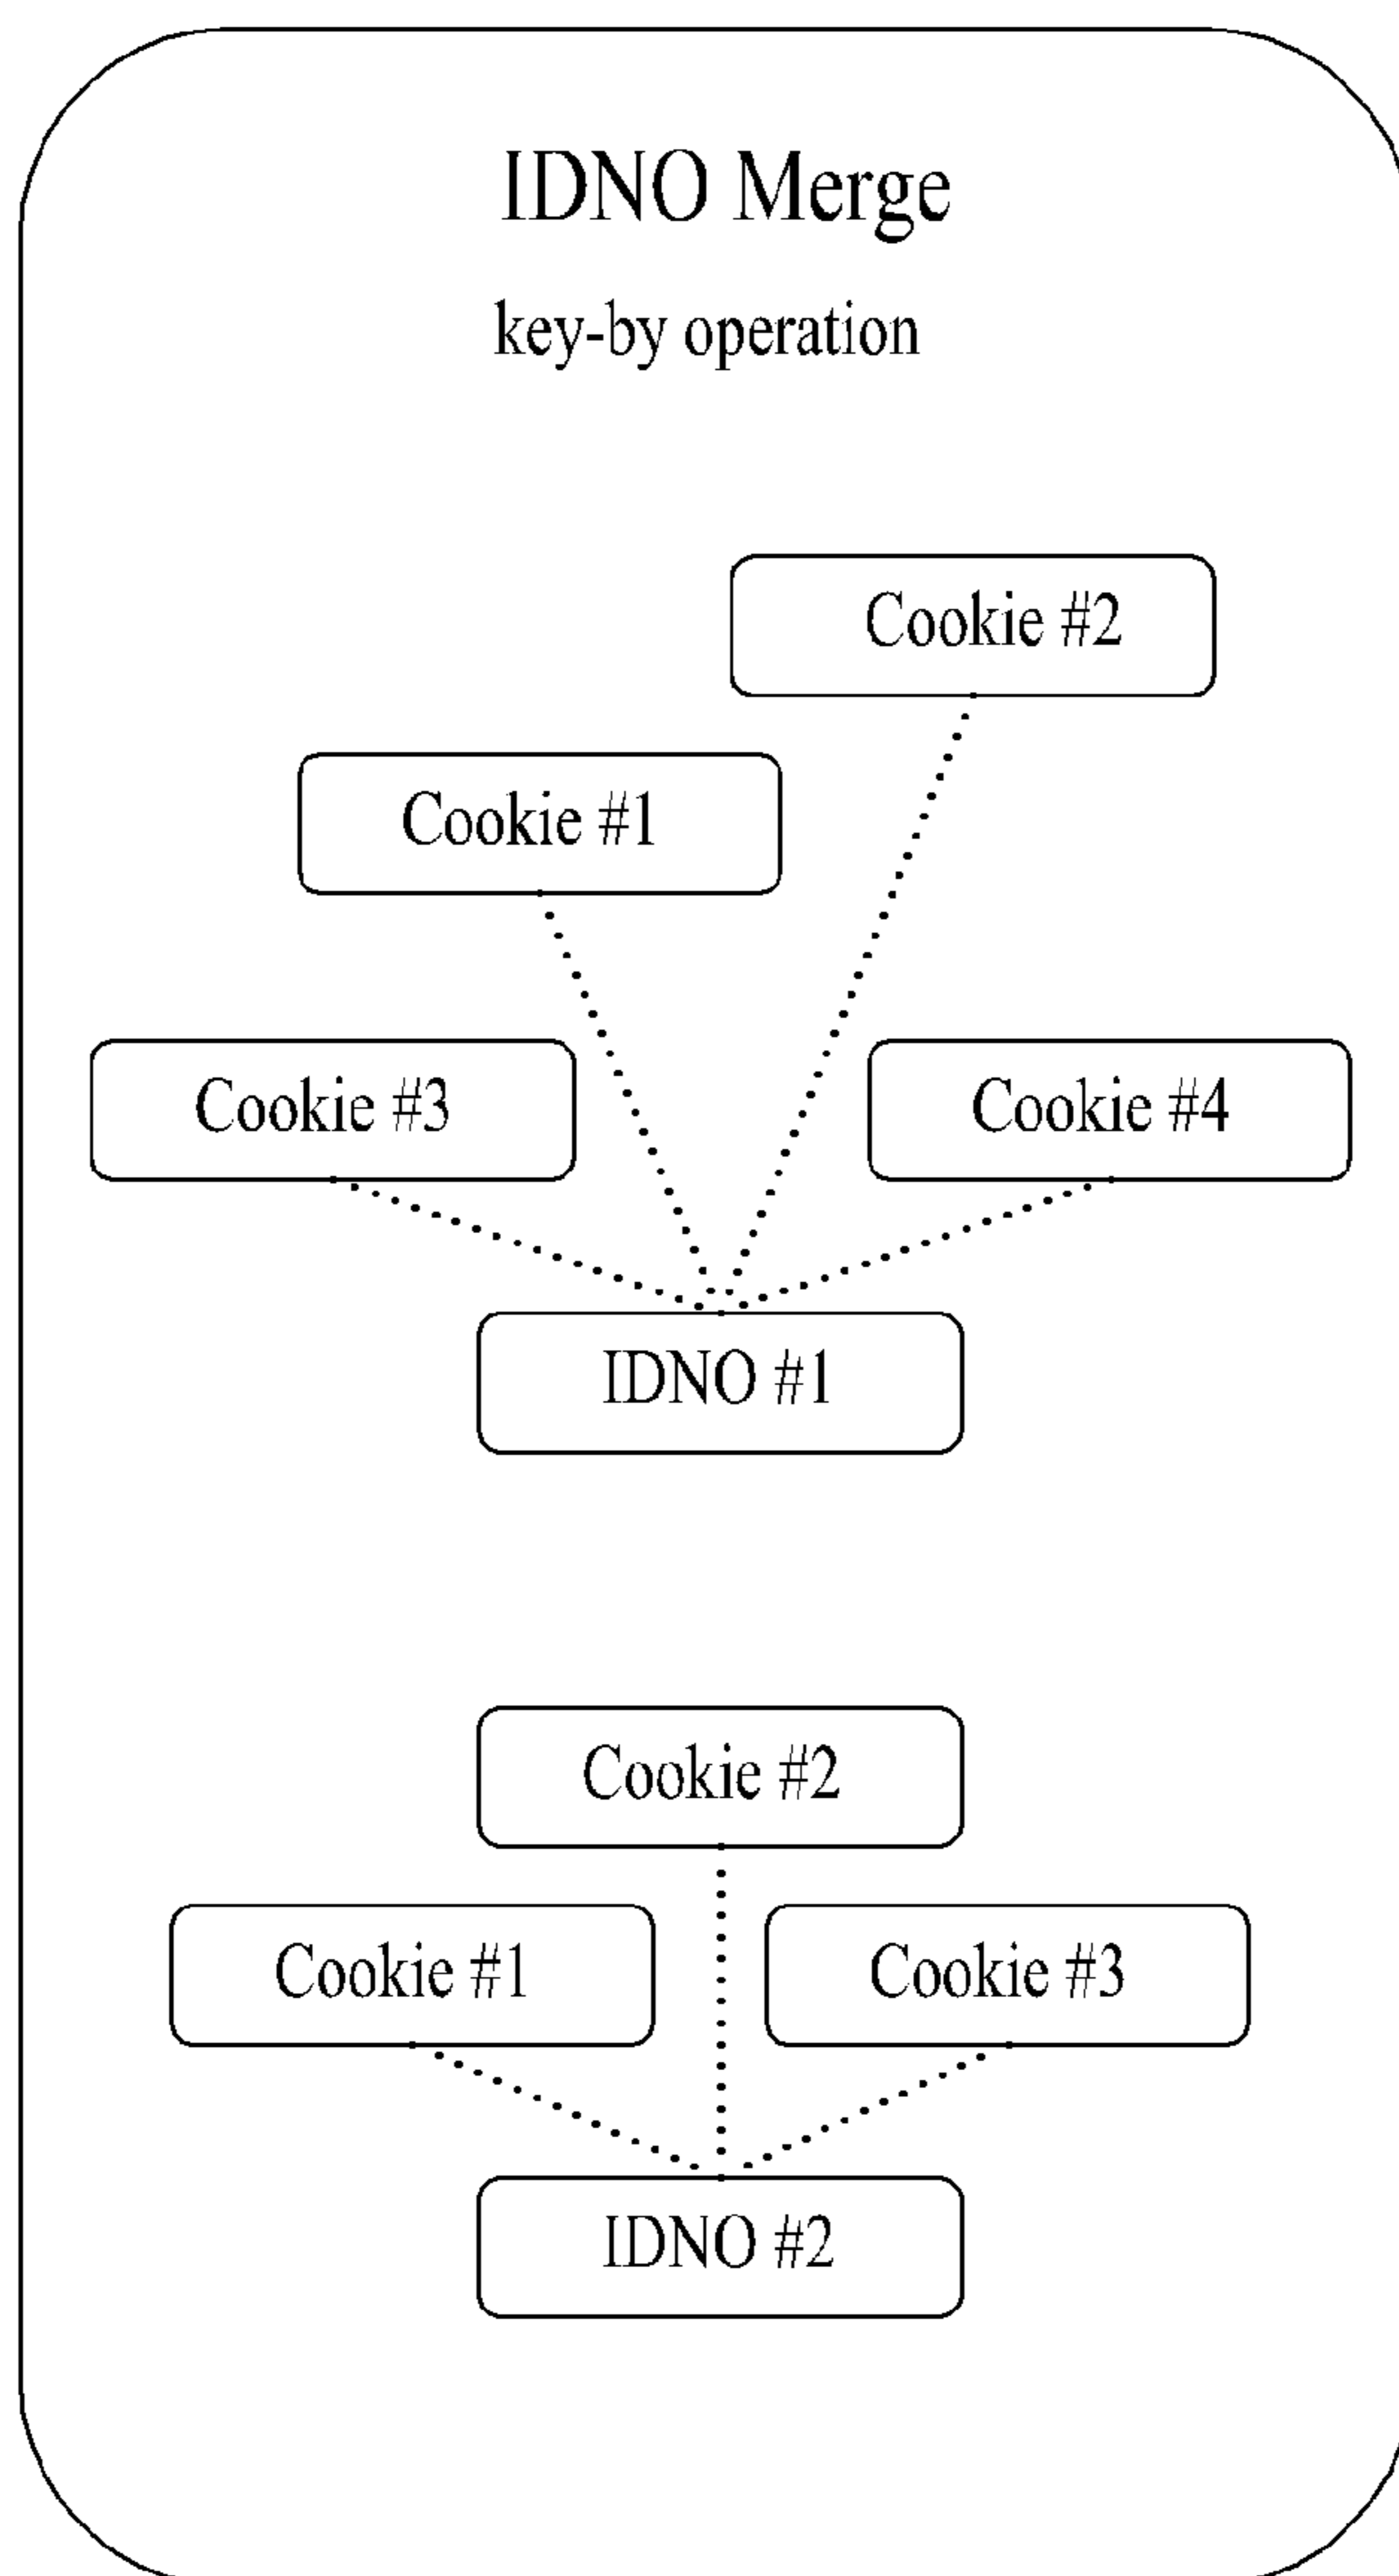 IDNO Merge
key-by operation
Cookie #2
Cookie #1
Cookie #3
Cookie #4
IDNO #1
Cookie #2
Cookie #1
Cookie #3
IDNO #2